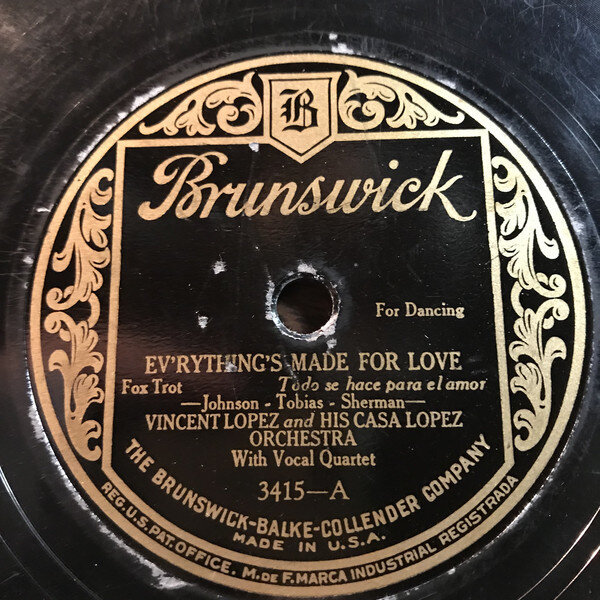 B
Brunswick
For Dancing
EV'RYTHING'S MADE FOR LOVE
Fox Trot Todo se hace para el amor
—Johnson - Tobias - Sherman—
VINCENT LOPEZ and HIS CASA LOPEZ
ORCHESTRA
With Vocal Quartet
3415—A
THE BRUNSWICK-BALKE-COLLENDER COMPANY
MADE IN U.S.A.
REG. U.S. PAT. OFFICE. M. DE F. MARCA INDUSTRIAL REGISTRADA